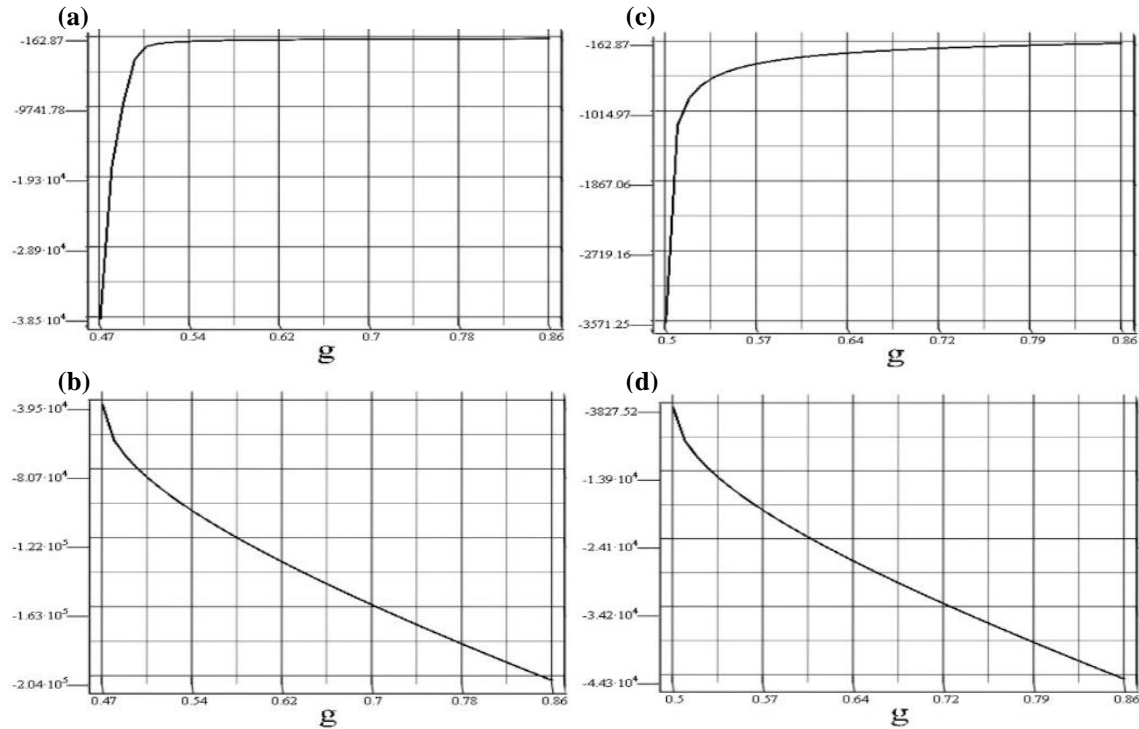 (a)
-162.87
-9741.78
-1.93·10⁴
-2.89·10⁴
-3.85·10⁴
0.47 0.54 0.62 0.7 0.78 0.86
g
(c)
-162.87
-1014.97
-1867.06
-2719.16
-3571.25
0.5 0.57 0.64 0.72 0.79 0.86
g
(b)
-3.95·10⁴
-8.07·10⁴
-1.22·10⁵
-1.63·10⁵
-2.04·10⁵
0.47 0.54 0.62 0.7 0.78 0.86
g
(d)
-3827.52
-1.39·10⁴
-2.41·10⁴
-3.42·10⁴
-4.43·10⁴
0.5 0.57 0.64 0.72 0.79 0.86
g